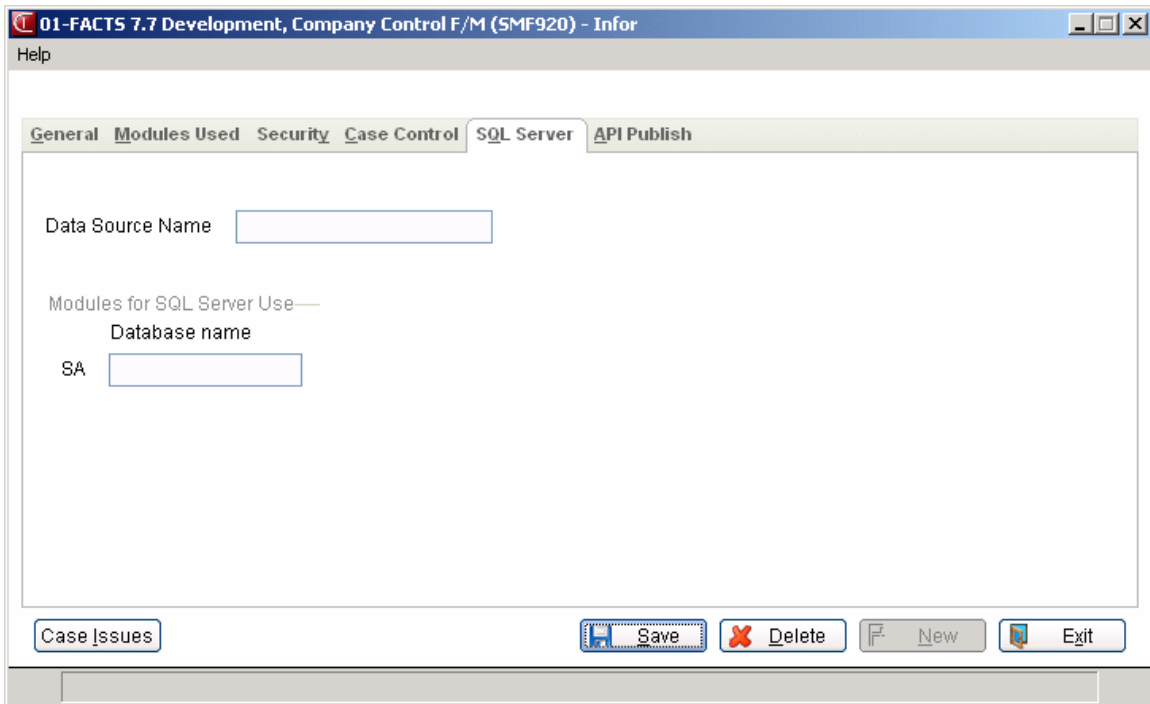 01-FACTS 7.7 Development, Company Control F/M (SMF920) - Infor
Help
General Modules Used Security Case Control SQL Server API Publish
Data Source Name
Modules for SQL Server Use
Database name
SA
Case Issues Save Delete New Exit